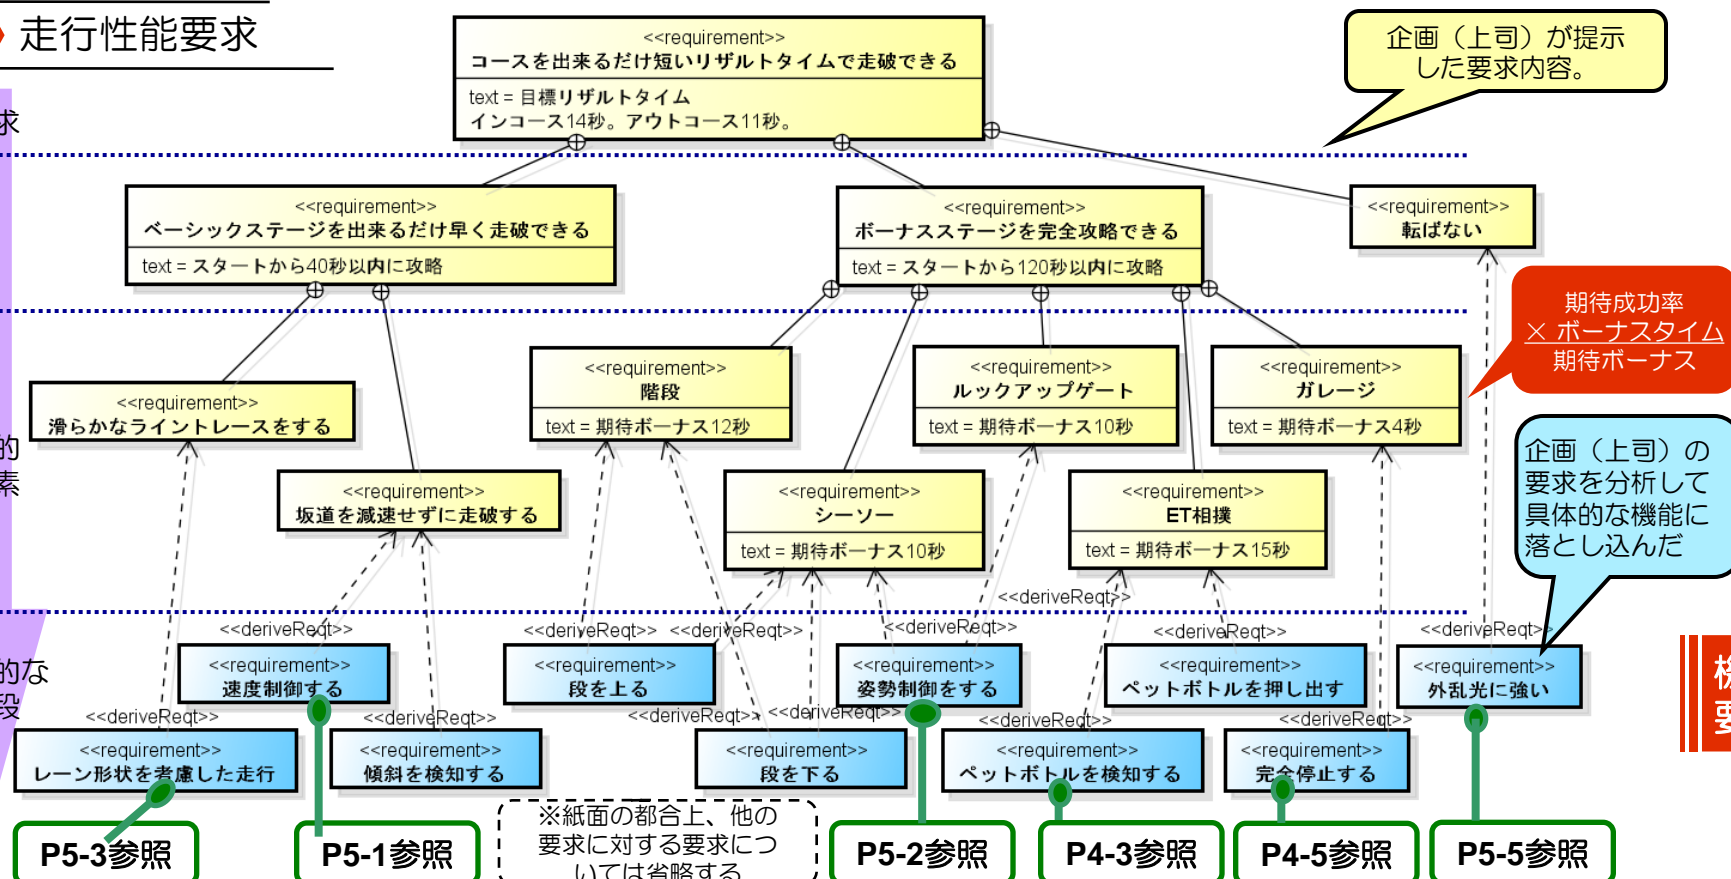 走行性能要求
<<requirement>>
コースを出来るだけ短いリザルトタイムで走破できる
text = 目標リザルトタイム
インコース14秒。アウトコース11秒。
企画（上司）が提示
した要求内容。
求
<<requirement>>
ベーシックステージを出来るだけ早く走破できる
text = スタートから40秒以内に攻略
<<requirement>>
ボーナスステージを完全攻略できる
text = スタートから120秒以内に攻略
<<requirement>>
転ばない
期待成功率
× ボーナスタイム
期待ボーナス
<<requirement>>
滑らかなライントレースをする
<<requirement>>
階段
text = 期待ボーナス12秒
<<requirement>>
ルックアップゲート
text = 期待ボーナス10秒
<<requirement>>
ガレージ
text = 期待ボーナス4秒
的
素
<<requirement>>
坂道を減速せずに走破する
<<requirement>>
シーソー
text = 期待ボーナス10秒
<<requirement>>
ET相撲
text = 期待ボーナス15秒
企画（上司）の
要求を分析して
具体的な機能に
落とし込んだ
<<deriveReqt>>
<<deriveReqt>>
<<deriveReqt>>
<<deriveReqt>>
<<deriveReqt>>
<<deriveReqt>>
<<deriveReqt>>
的な
段
<<requirement>>
速度制御する
<<requirement>>
段を上る
<<requirement>>
姿勢制御をする
<<requirement>>
ペットボトルを押し出す
<<requirement>>
外乱光に強い
<<deriveReqt>>
<<deriveReqt>>
<<deriveReqt>>
<<deriveReqt>>
<<deriveReqt>>
<<deriveReqt>>
<<requirement>>
レーン形状を考慮した走行
<<requirement>>
傾斜を検知する
<<requirement>>
段を下る
<<requirement>>
ペットボトルを検知する
<<requirement>>
完全停止する
P5-3参照
P5-1参照
※紙面の都合上、他の
要求に対する要求につ
いては省略する
P5-2参照
P4-3参照
P4-5参照
P5-5参照